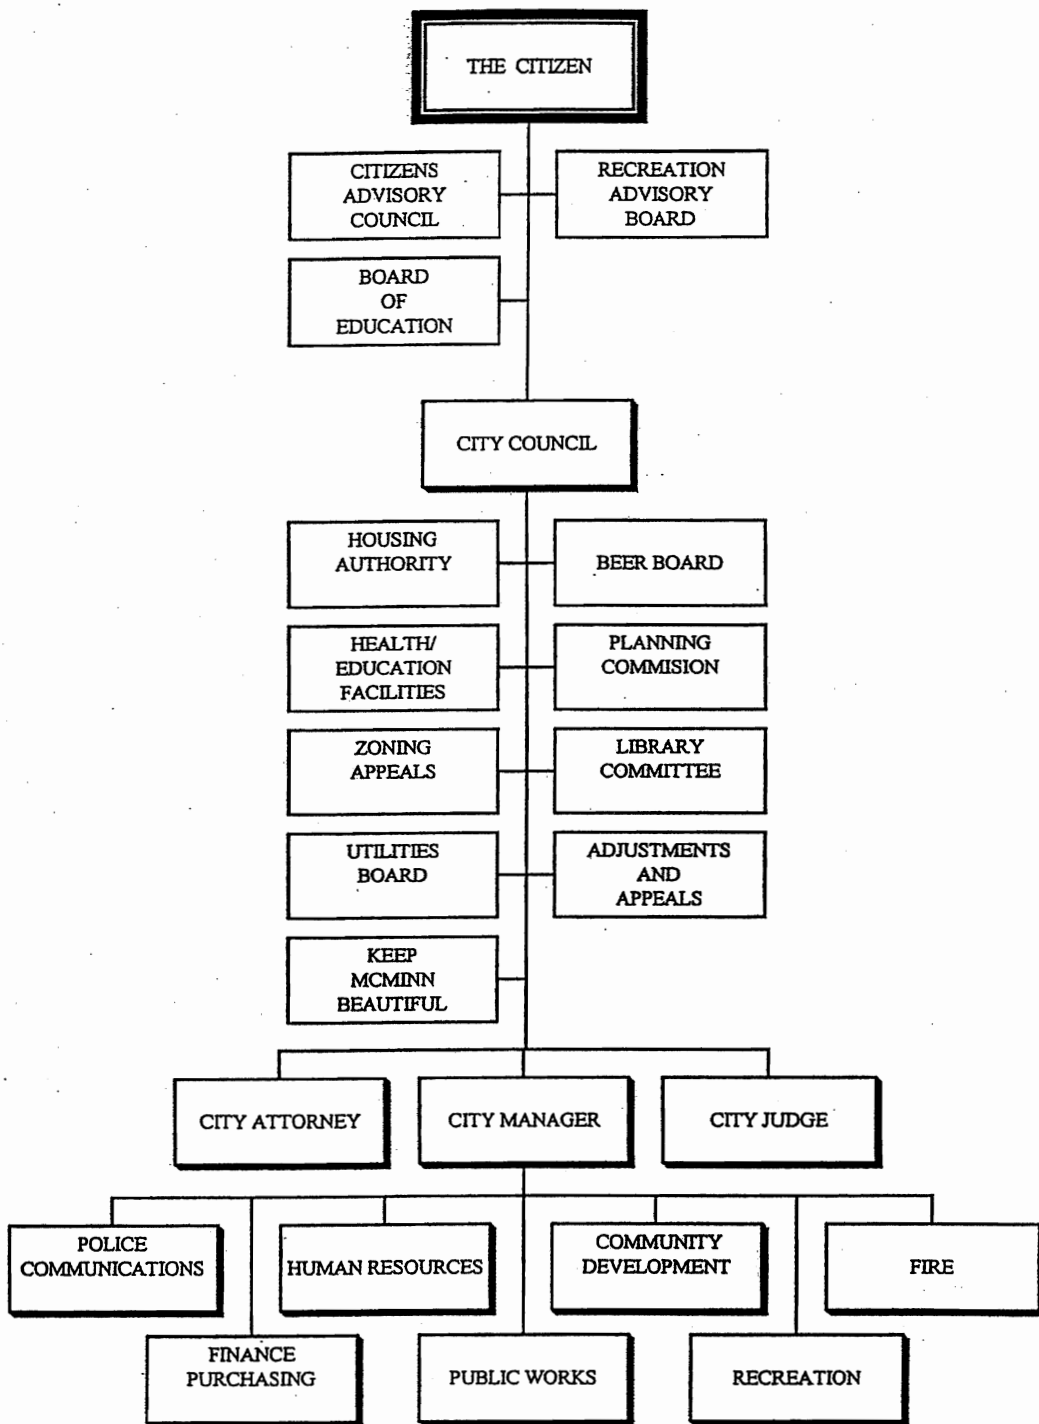 THE CITIZEN
CITIZENS
ADVISORY
COUNCIL
RECREATION
ADVISORY
BOARD
BOARD
OF
EDUCATION
CITY COUNCIL
HOUSING
AUTHORITY
BEER BOARD
HEALTH/
EDUCATION
FACILITIES
PLANNING
COMMISION
ZONING
APPEALS
LIBRARY
COMMITTEE
UTILITIES
BOARD
ADJUSTMENTS
AND
APPEALS
KEEP
MCMINN
BEAUTIFUL
CITY ATTORNEY
CITY MANAGER
CITY JUDGE
POLICE
COMMUNICATIONS
HUMAN RESOURCES
COMMUNITY
DEVELOPMENT
FIRE
FINANCE
PURCHASING
PUBLIC WORKS
RECREATION